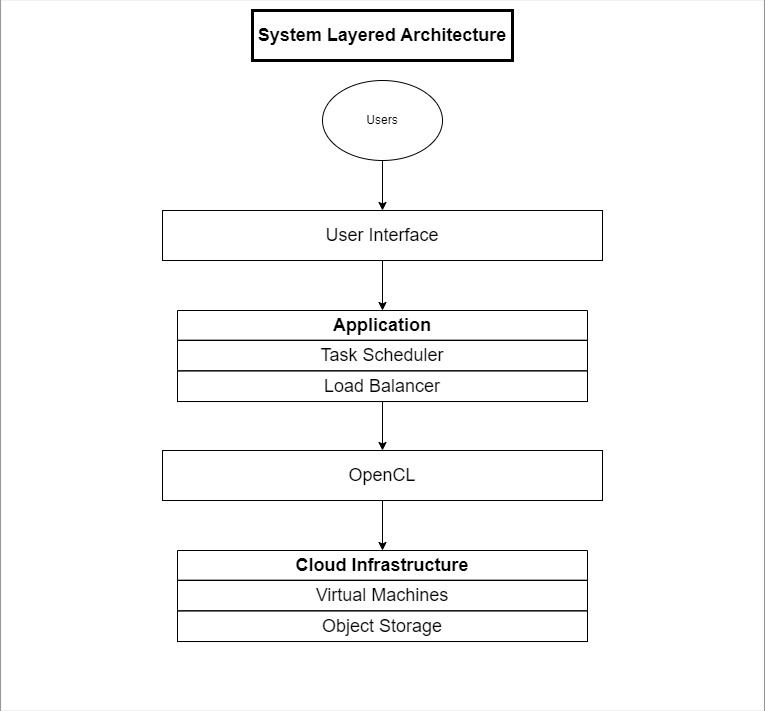 System Layered Architecture
Users
User Interface
Application
Task Scheduler
Load Balancer
OpenCL
Cloud Infrastructure
Virtual Machines
Object Storage